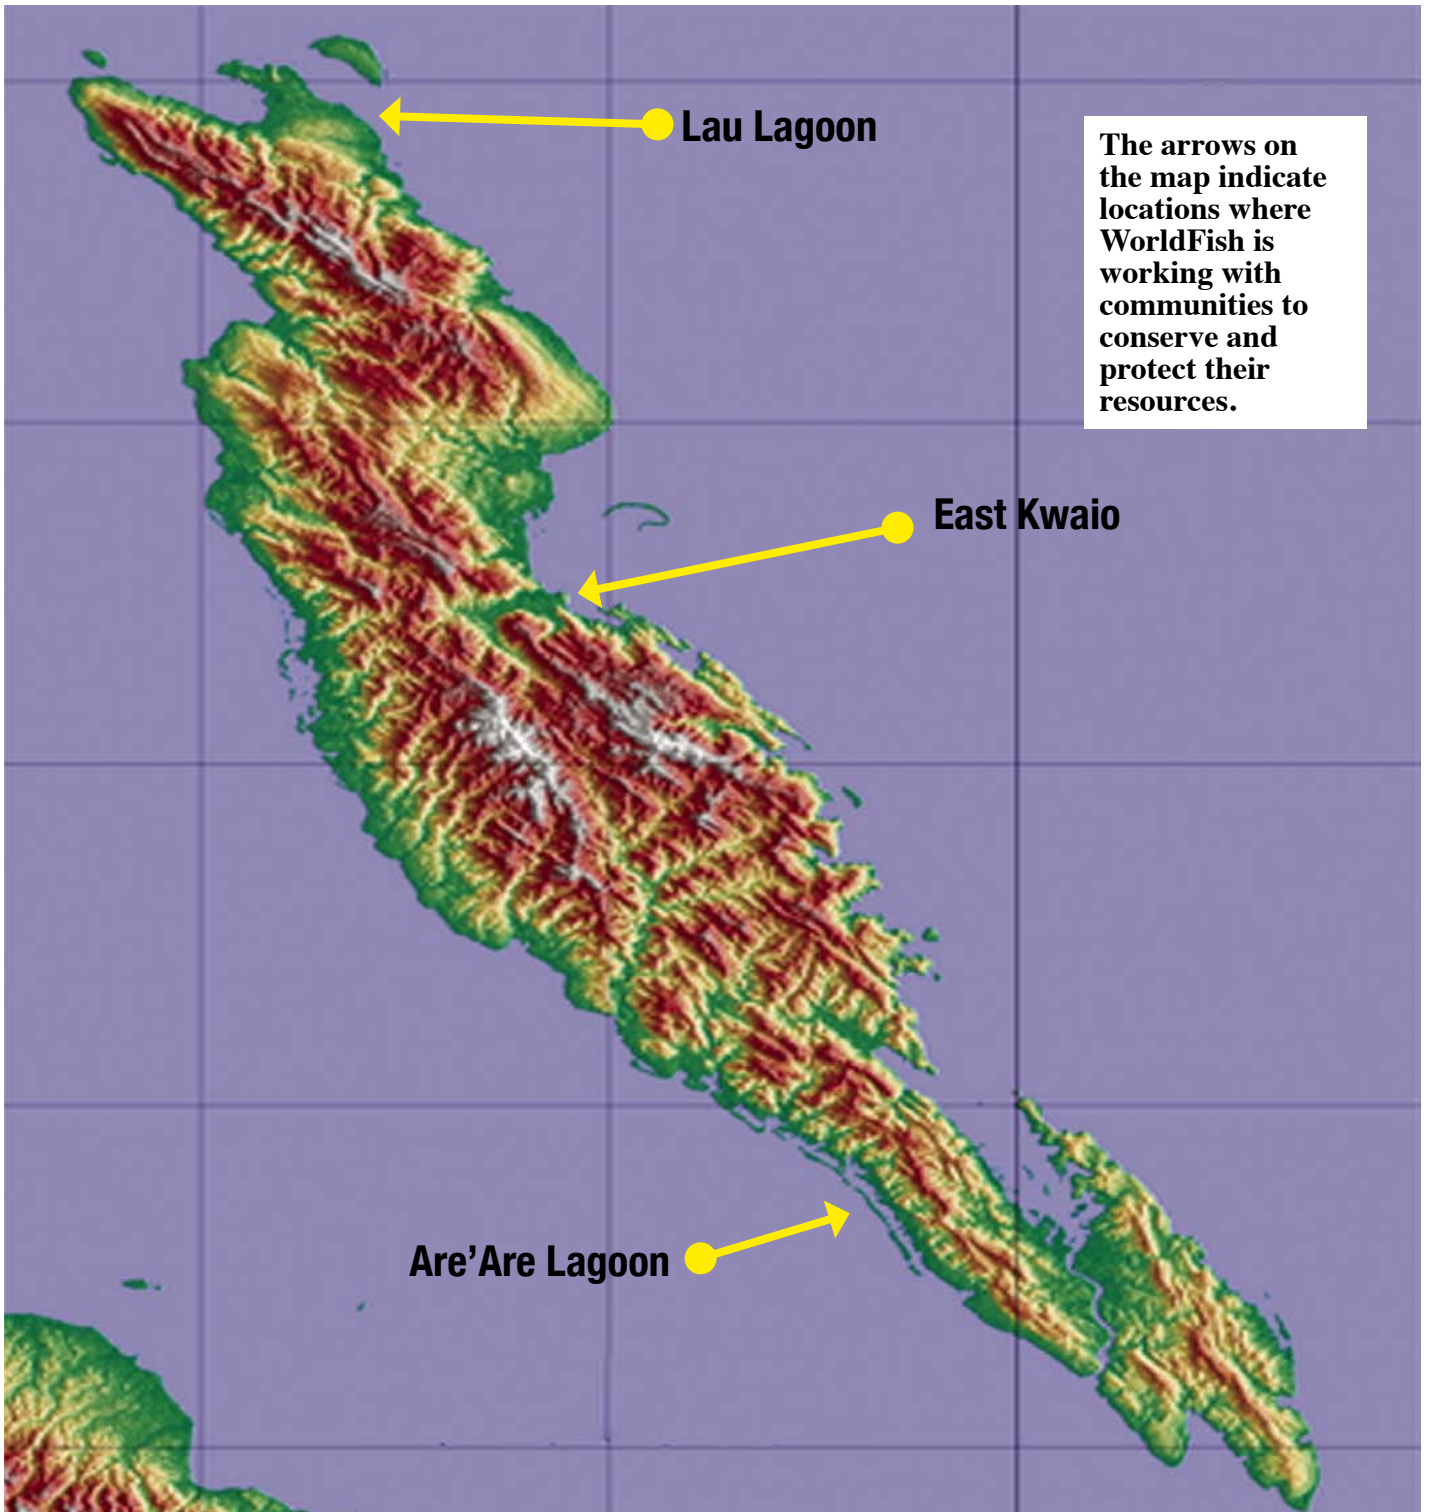 Lau Lagoon
The arrows on
the map indicate
locations where
WorldFish is
working with
communities to
conserve and
protect their
resources.
East Kwaio
Are’Are Lagoon